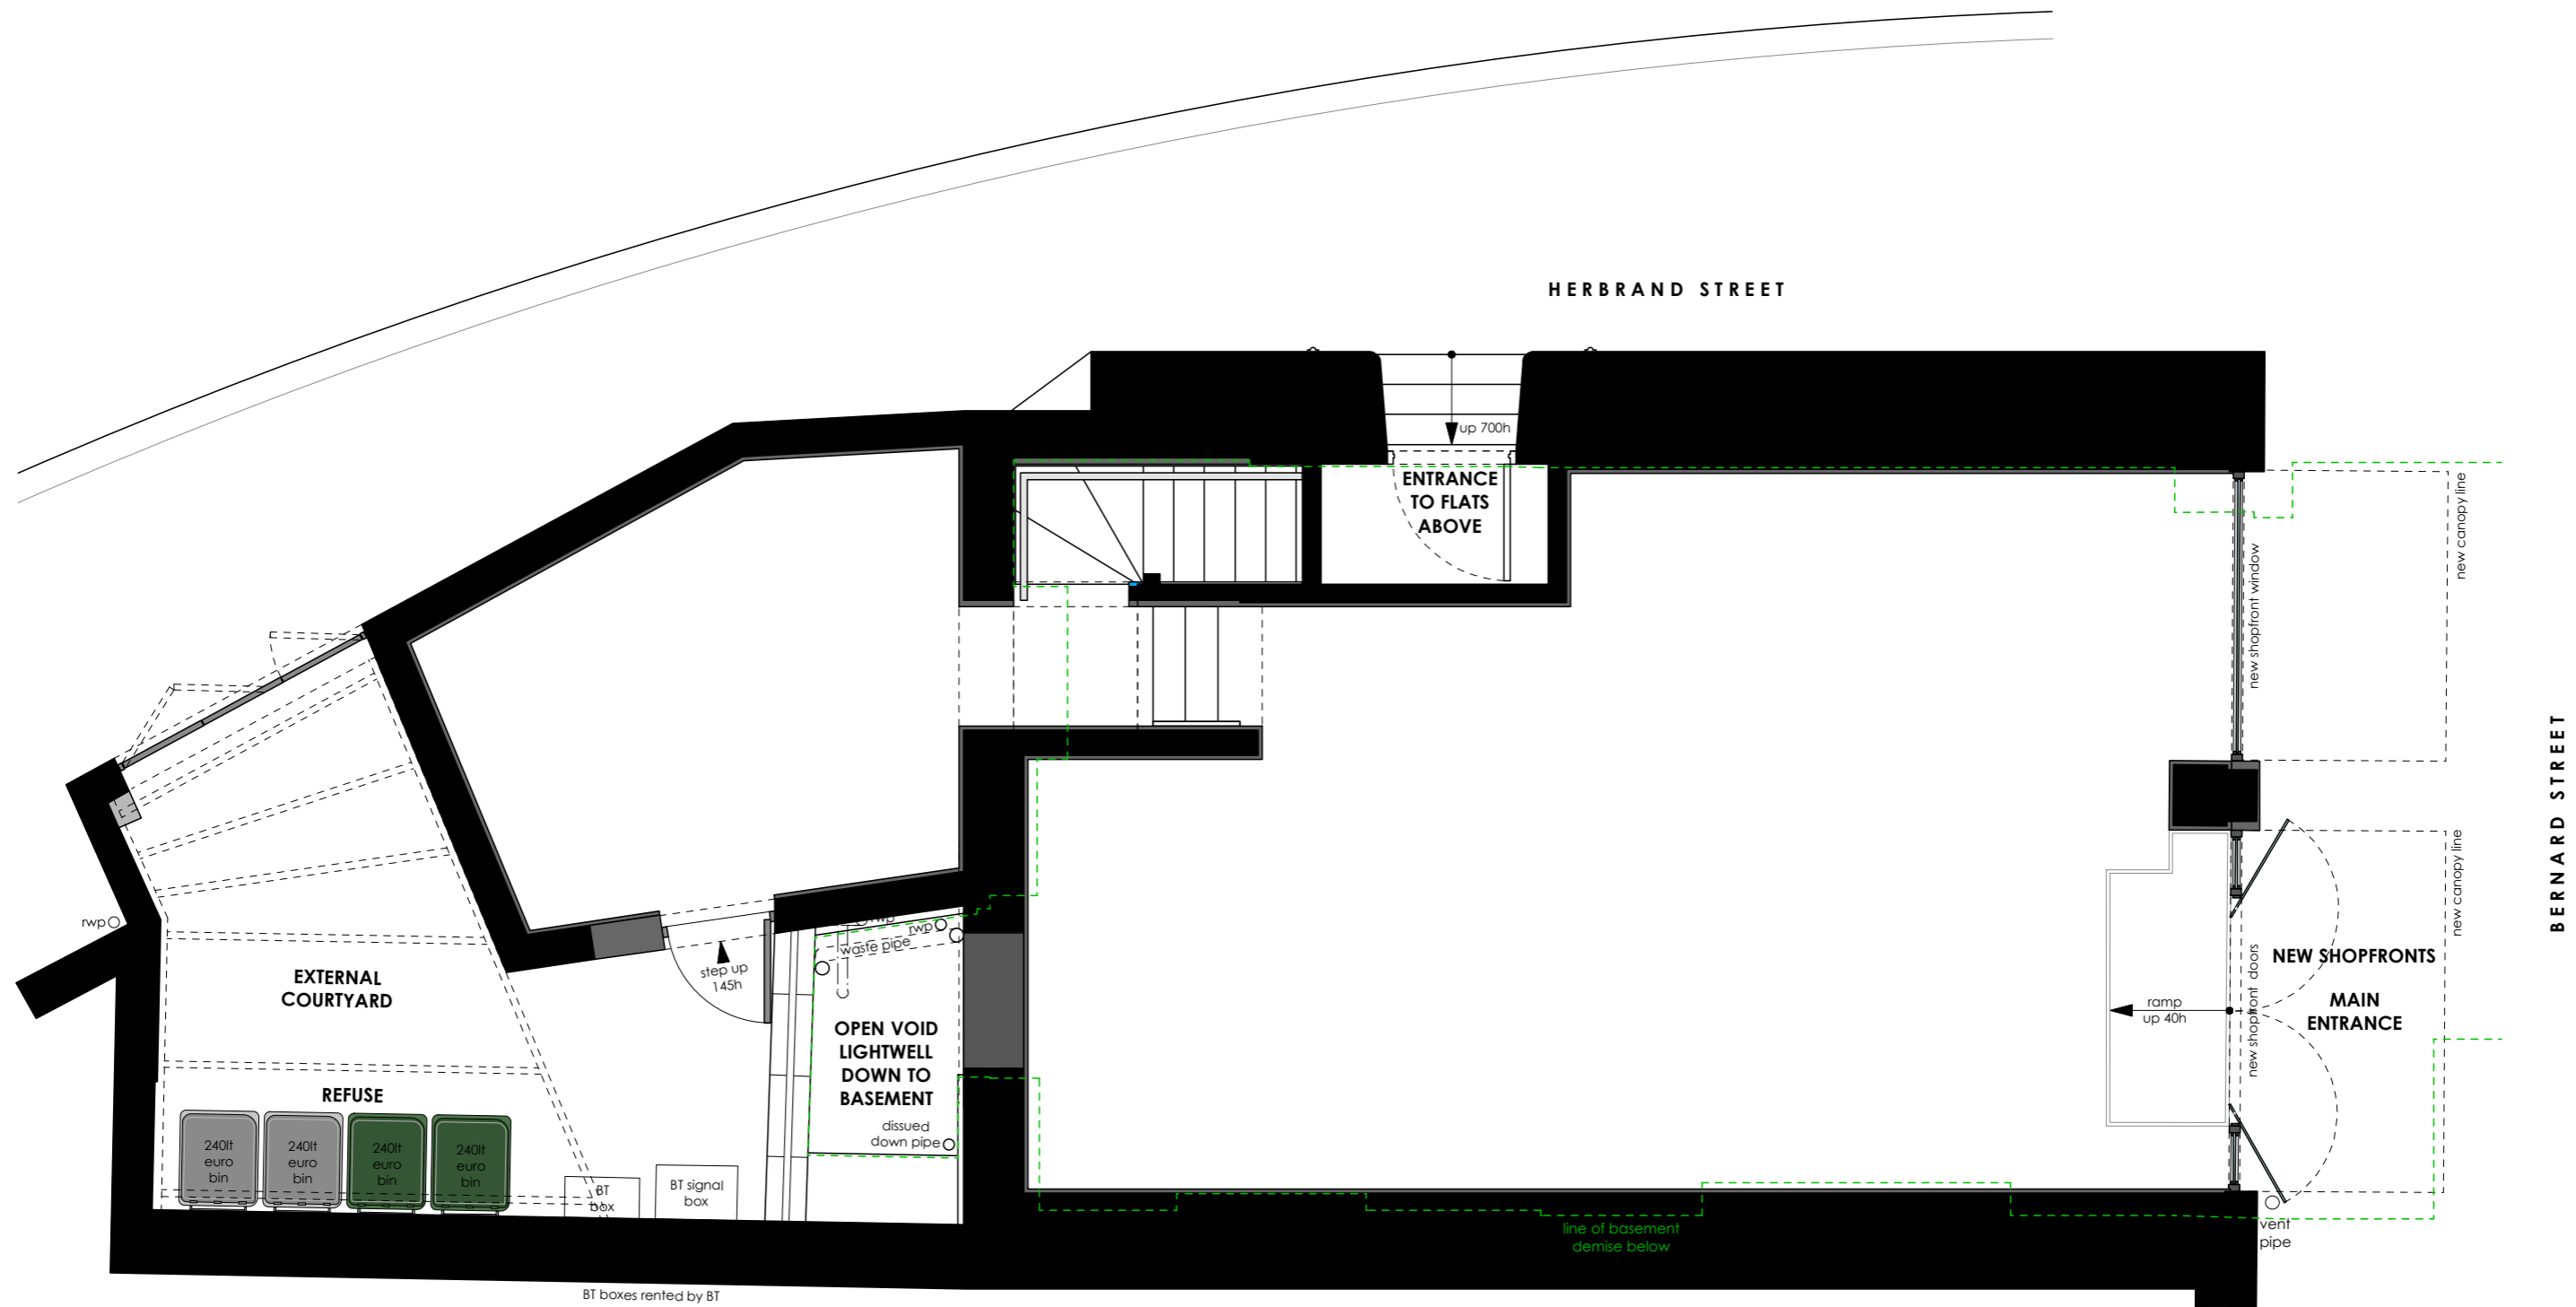 HERBRAND STREET
up 700h
ENTRANCE
TO FLATS
ABOVE
new canopy line
new shopfront window
BERNARD STREET
new canopy line
new shopfront doors
NEW SHOPFRONTS
MAIN
ENTRANCE
ramp
up 40h
vent
pipe
line of basement
demise below
rwp
rwp
rwp
waste pipe
step up
145h
EXTERNAL
COURTYARD
OPEN VOID
LIGHTWELL
DOWN TO
BASEMENT
dissued
down pipe
REFUSE
240lt
euro
bin
240lt
euro
bin
240lt
euro
bin
240lt
euro
bin
BT
box
BT signal
box
BT boxes rented by BT